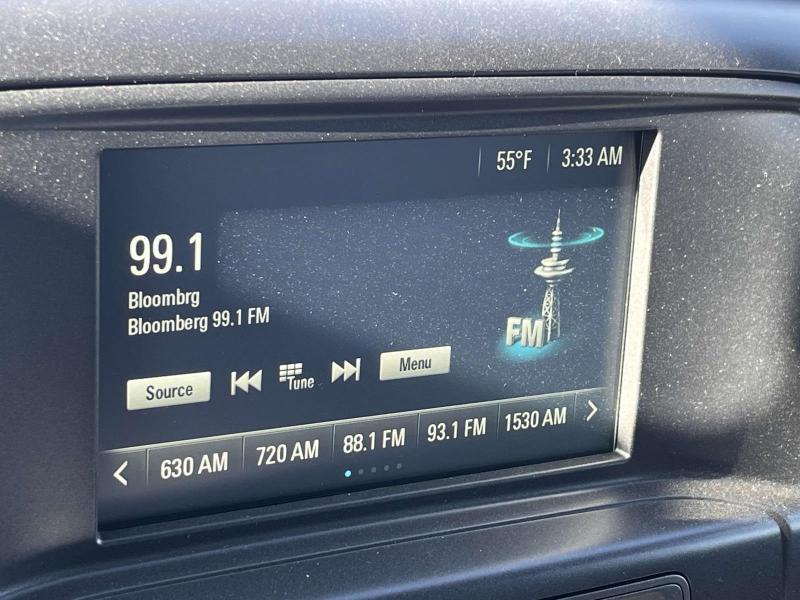 55°F 3:33 AM
99.1
Bloombrg
Bloomberg 99.1 FM
FM
Source Tune Menu
630 AM 720 AM 88.1 FM 93.1 FM 1530 AM